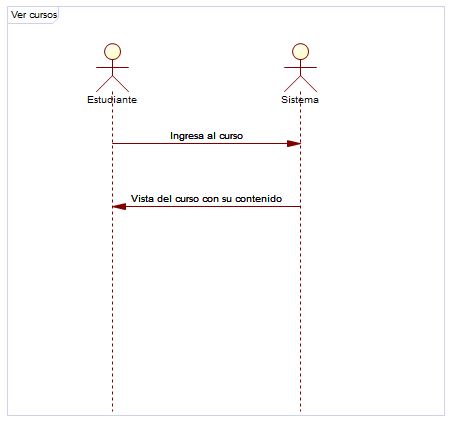 Ver cursos
Estudiante
Sistema
Ingresa al curso
Vista del curso con su contenido